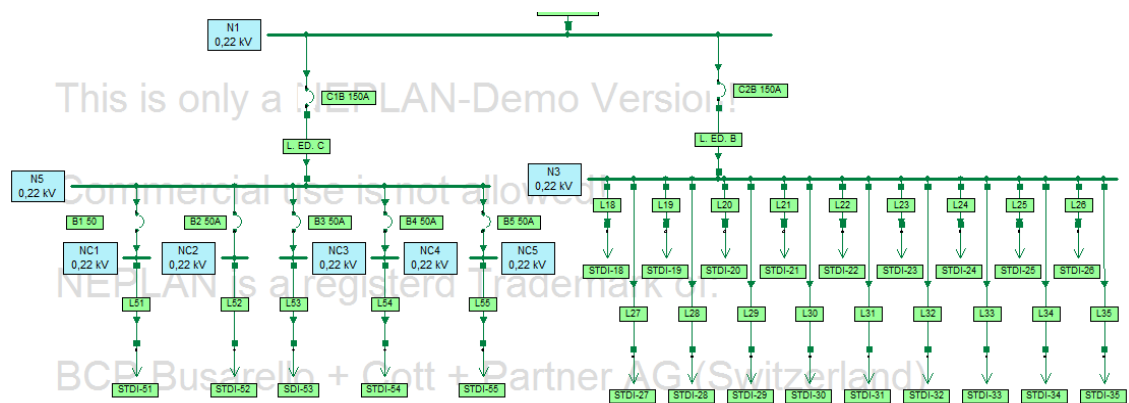 N1
0,22 kV
This is only a NEPLAN-Demo Version!
C1B 150A
C2B 150A
L. ED. C
L. ED. B
N5
0,22 kV
N3
0,22 kV
Commercial use is not allowed!
L18
L19
L20
L21
L22
L23
L24
L25
L26
B1 50
B2 50A
B3 50A
B4 50A
B5 50A
NC1
0,22 kV
NC2
0,22 kV
NC3
0,22 kV
NC4
0,22 kV
NC5
0,22 kV
STDI-18
STDI-19
STDI-20
STDI-21
STDI-22
STDI-23
STDI-24
STDI-25
STDI-26
NEPLAN is a registerd Trademark of:
L51
L52
L53
L54
L55
L27
L28
L29
L30
L31
L32
L33
L34
L35
BCP Busarello + Cott + Partner AG (Switzerland)
STDI-51
STDI-52
SDI-53
STDI-54
STDI-55
STDI-27
STDI-28
STDI-29
STDI-30
STDI-31
STDI-32
STDI-33
STDI-34
STDI-35